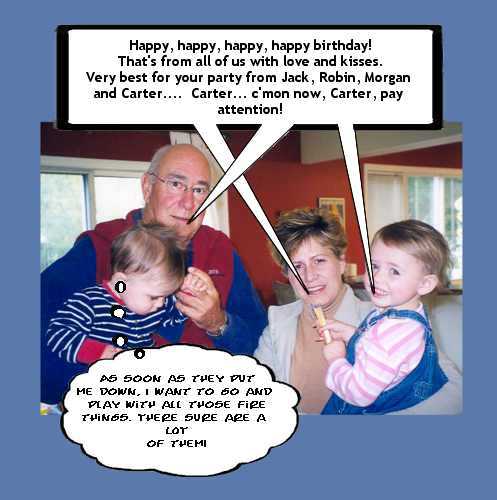 Happy, happy, happy, happy birthday!
That's from all of us with love and kisses.
Very best for your party from Jack, Robin, Morgan
and Carter.... Carter... c'mon now, Carter, pay
attention!
AS SOON AS THEY PUT
ME DOWN, I WANT TO GO AND
PLAY WITH ALL THOSE FIRE
THINGS. THERE SURE ARE A
LOT
OF THEM!